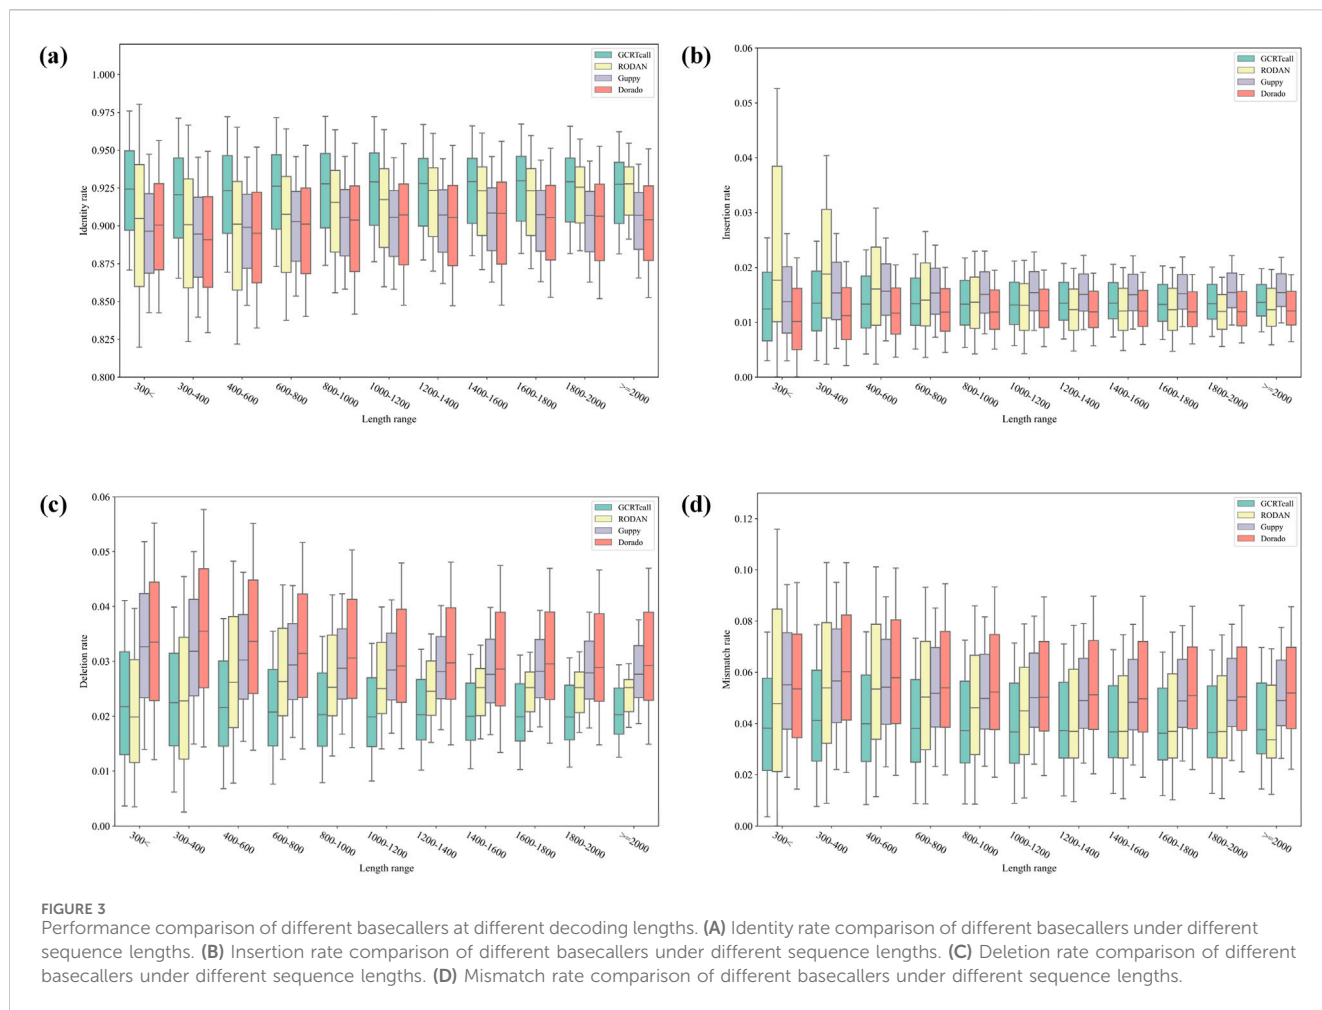 (a)
GCRTcall
RODAN
Guppy
Dorado
1.000
0.975
0.950
0.925
0.900
0.875
0.850
0.825
0.800
Identity rate
300<
300-400
400-600
600-800
800-1000
1000-1200
1200-1400
1400-1600
1600-1800
1800-2000
>=2000
Length range
(b)
GCRTcall
RODAN
Guppy
Dorado
0.06
0.05
0.04
0.03
0.02
0.01
0.00
Insertion rate
300<
300-400
400-600
600-800
800-1000
1000-1200
1200-1400
1400-1600
1600-1800
1800-2000
>=2000
Length range
(c)
GCRTcall
RODAN
Guppy
Dorado
0.06
0.05
0.04
0.03
0.02
0.01
0.00
Deletion rate
300<
300-400
400-600
600-800
800-1000
1000-1200
1200-1400
1400-1600
1600-1800
1800-2000
>=2000
Length range
(d)
GCRTcall
RODAN
Guppy
Dorado
0.12
0.10
0.08
0.06
0.04
0.02
0.00
Mismatch rate
300<
300-400
400-600
600-800
800-1000
1000-1200
1200-1400
1400-1600
1600-1800
1800-2000
>=2000
Length range
FIGURE 3
Performance comparison of different basecallers at different decoding lengths. (A) Identity rate comparison of different basecallers under different
sequence lengths. (B) Insertion rate comparison of different basecallers under different sequence lengths. (C) Deletion rate comparison of different
basecallers under different sequence lengths. (D) Mismatch rate comparison of different basecallers under different sequence lengths.